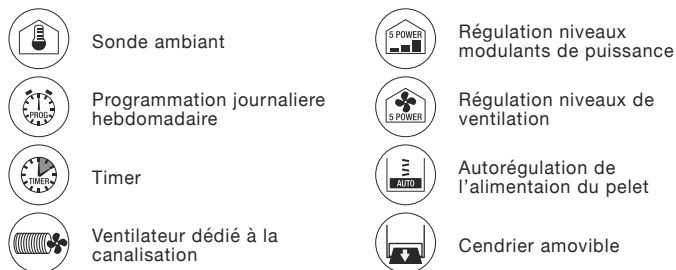 Sonde ambiant
PROG.
Programmation journaliere
hebdomadaire
TIMER
Timer
Ventilateur dédié à la
canalisation
5 POWER
Régulation niveaux
modulants de puissance
5 POWER
Régulation niveaux de
ventilation
AUTO
Autorégulation de
l'alimentaion du pelet
Cendrier amovible